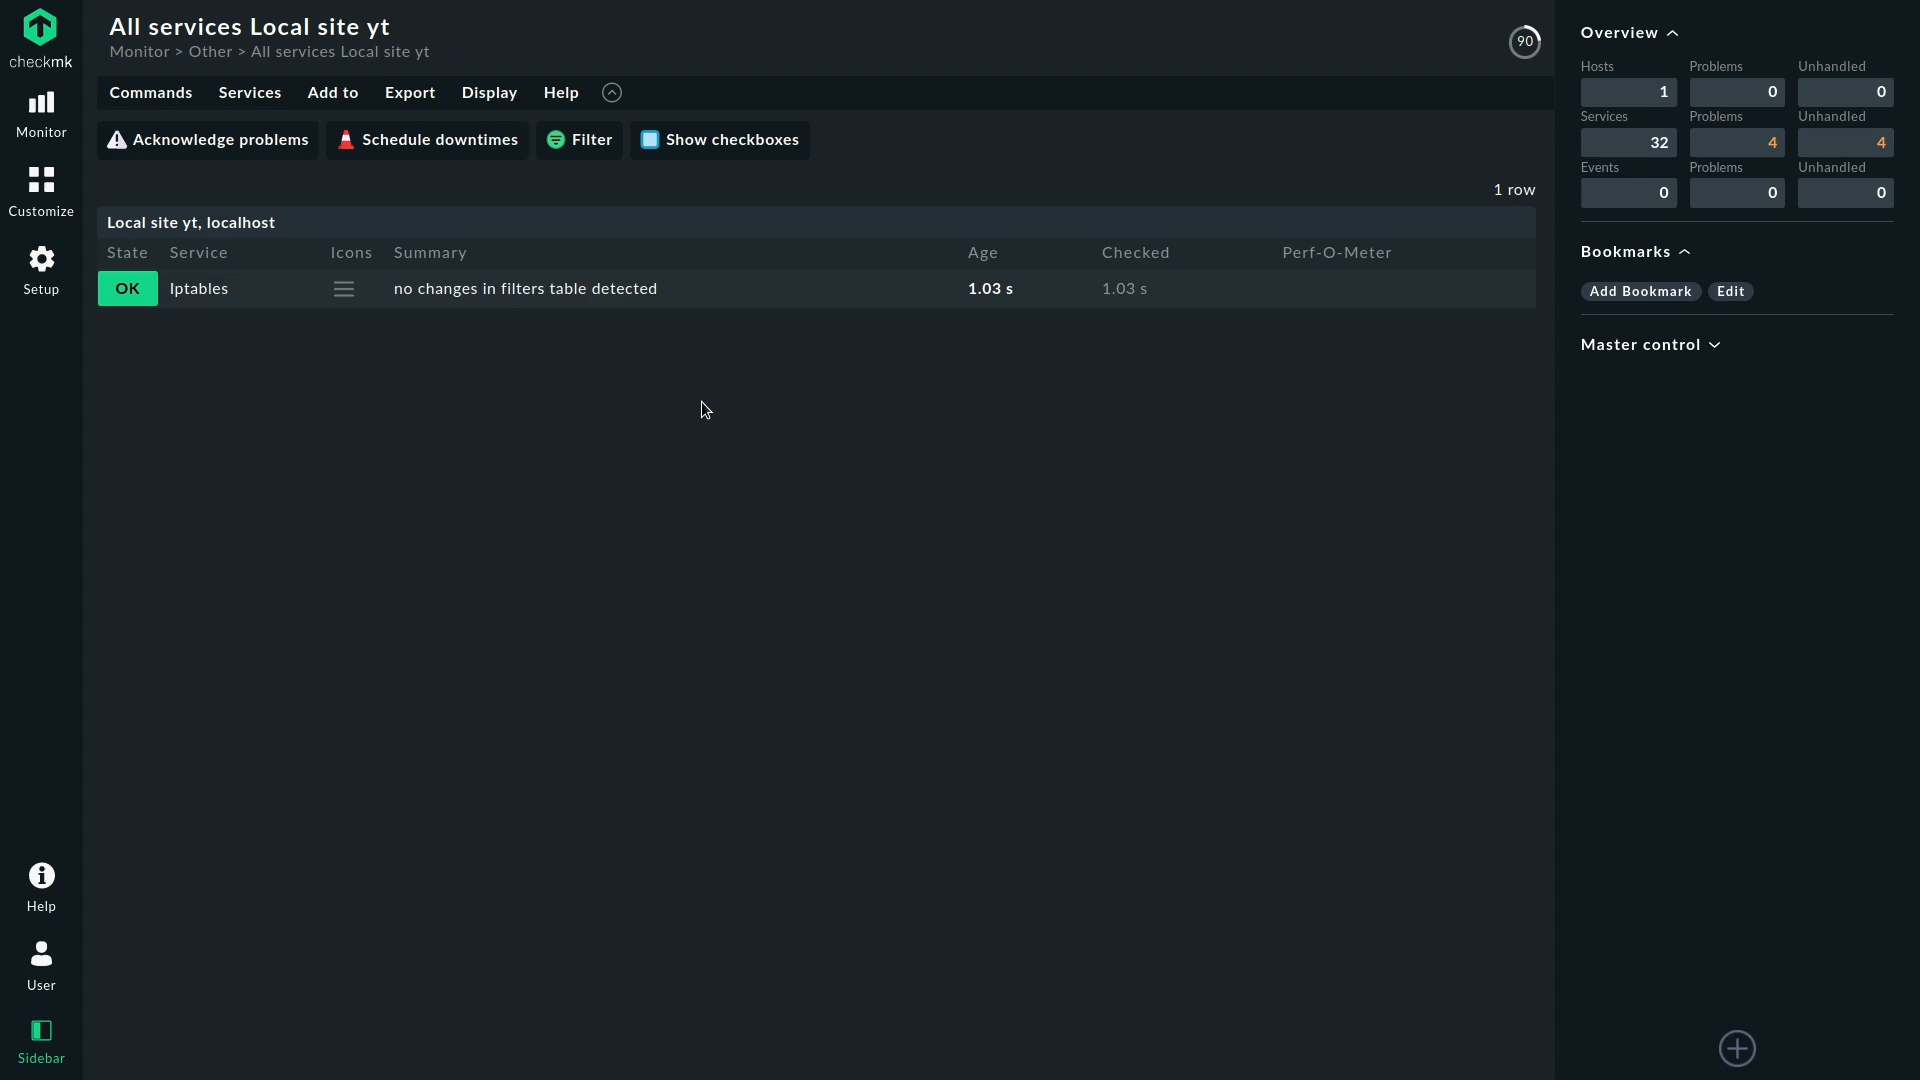 checkmk
Monitor
Customize
Setup
Help
User
Sidebar
All services Local site yt
Monitor > Other > All services Local site yt
90
Commands Services Add to Export Display Help
Acknowledge problems Schedule downtimes Filter Show checkboxes
1 row
Local site yt, localhost
State Service Icons Summary Age Checked Perf-O-Meter
OK Iptables no changes in filters table detected 1.03 s 1.03 s
Overview
Hosts Problems Unhandled
1 0 0
Services Problems Unhandled
32 4 4
Events Problems Unhandled
0 0 0
Bookmarks
Add Bookmark Edit
Master control